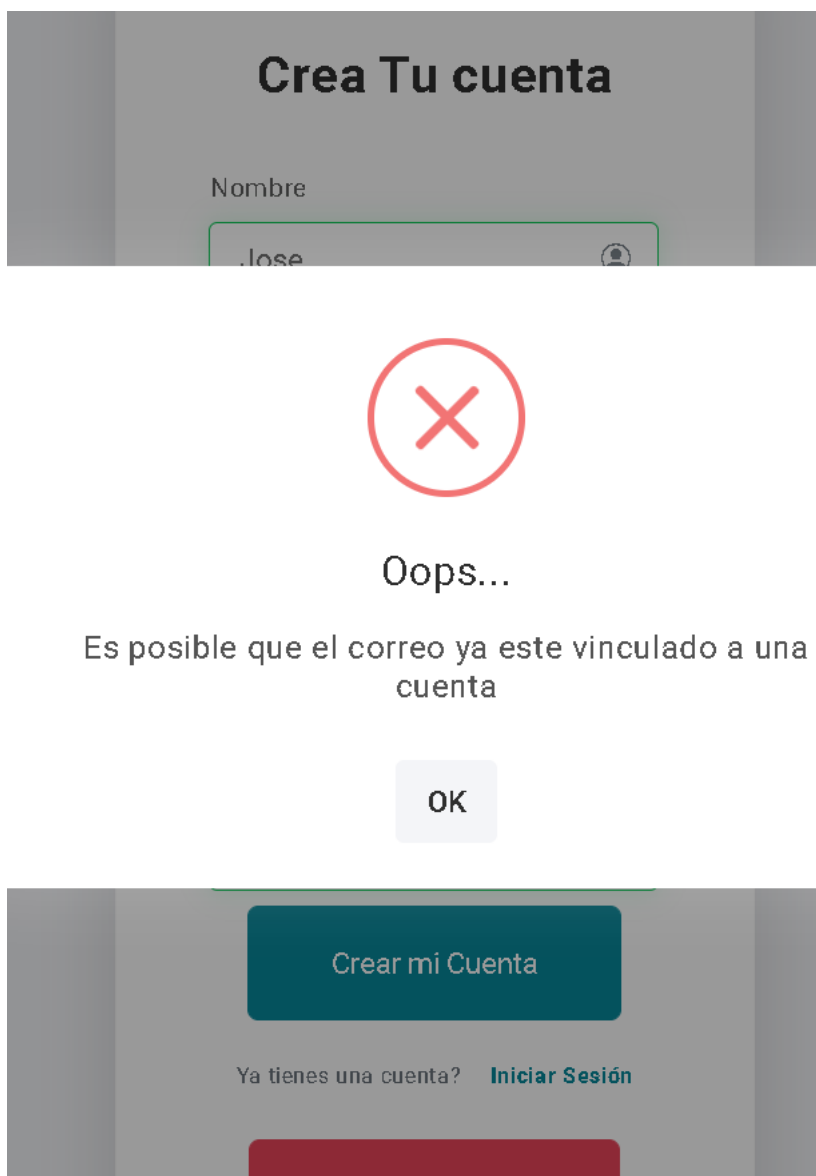 Crea Tu cuenta
Nombre
Jose
Oops...
Es posible que el correo ya este vinculado a una
cuenta
OK
Crear mi Cuenta
Ya tienes una cuenta? Iniciar Sesión